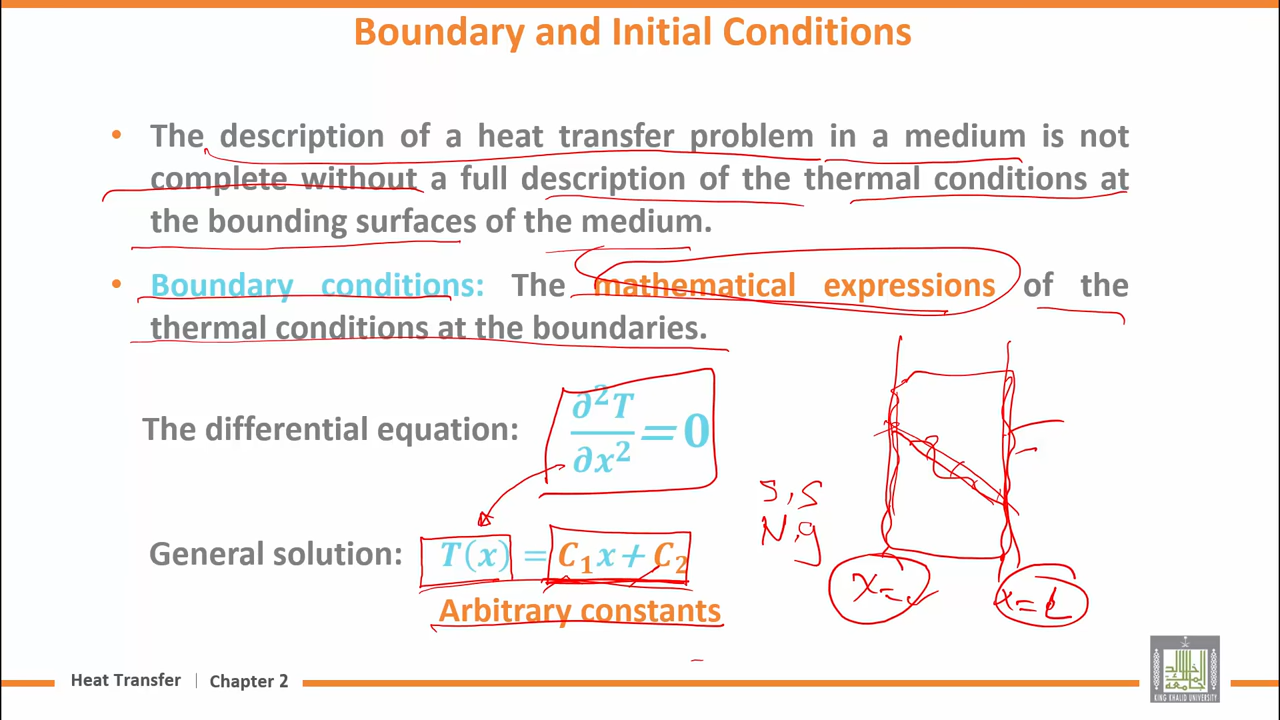 Boundary and Initial Conditions
• The description of a heat transfer problem in a medium is not
complete without a full description of the thermal conditions at
the bounding surfaces of the medium.
• Boundary conditions: The mathematical expressions of the
thermal conditions at the boundaries.
The differential equation: ∂²T/∂x² = 0
S,S
N,g
General solution: T(x) = C₁x + C₂
x=
x=L
Arbitrary constants
Heat Transfer | Chapter 2
KING KHALID UNIVERSITY